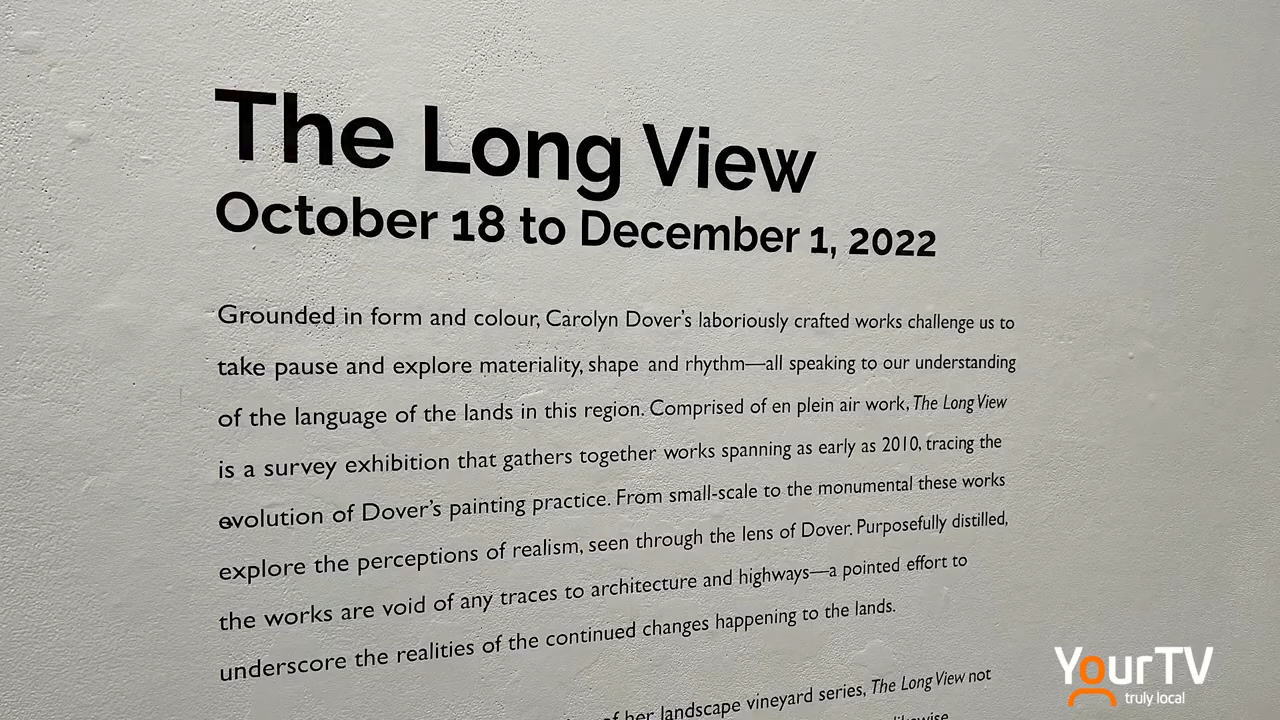 The Long View
October 18 to December 1, 2022
Grounded in form and colour, Carolyn Dover's laboriously crafted works challenge us to
take pause and explore materiality, shape and rhythm—all speaking to our understanding
of the language of the lands in this region. Comprised of en plein air work, The Long View
is a survey exhibition that gathers together works spanning as early as 2010, tracing the
evolution of Dover's painting practice. From small-scale to the monumental these works
explore the perceptions of realism, seen through the lens of Dover. Purposefully distilled,
the works are void of any traces to architecture and highways—a pointed effort to
underscore the realities of the continued changes happening to the lands.
of her landscape vineyard series, The Long View not
likewise
YourTV
truly local